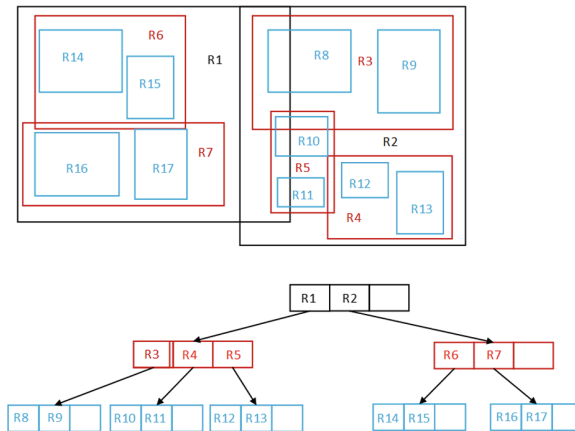 R6
R14
R1
R15
R8
R3
R9
R10
R2
R7
R16
R17
R5
R11
R12
R4
R13
R1 R2
R3 R4 R5
R6 R7
R8 R9
R10 R11
R12 R13
R14 R15
R16 R17